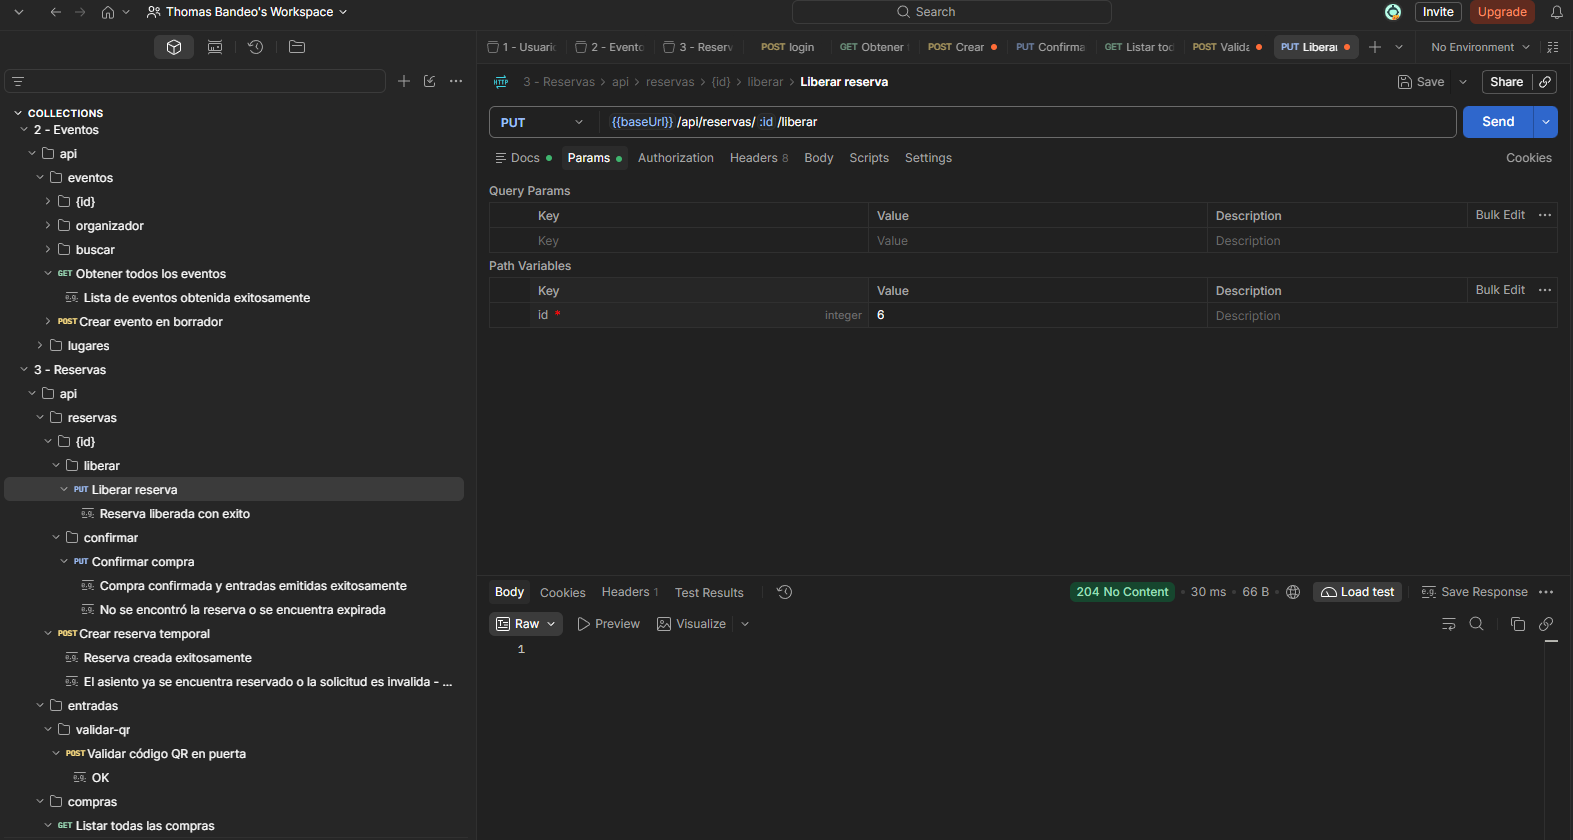 Thomas Bandeo's Workspace
Search
Invite
Upgrade
1 - Usuari
2 - Evento
3 - Reserv
POST login
GET Obtener
POST Crear
PUT Confirma
GET Listar tod
POST Valida
PUT Liberar
No Environment
3 - Reservas > api > reservas > {id} > liberar > Liberar reserva
Save
Share
COLLECTIONS
2 - Eventos
api
eventos
{id}
organizador
buscar
GET Obtener todos los eventos
e.g. Lista de eventos obtenida exitosamente
POST Crear evento en borrador
lugares
3 - Reservas
api
reservas
{id}
liberar
PUT Liberar reserva
e.g. Reserva liberada con exito
confirmar
PUT Confirmar compra
e.g. Compra confirmada y entradas emitidas exitosamente
e.g. No se encontró la reserva o se encuentra expirada
POST Crear reserva temporal
e.g. Reserva creada exitosamente
e.g. El asiento ya se encuentra reservado o la solicitud es invalida - ...
entradas
validar-qr
POST Validar código QR en puerta
e.g. OK
compras
GET Listar todas las compras
HTTP
PUT
{{baseUrl}} /api/reservas/ :id /liberar
Send
Docs
Params
Authorization
Headers 8
Body
Scripts
Settings
Cookies
Query Params
Key Value Description Bulk Edit
Key Value Description
Path Variables
Key Value Description Bulk Edit
id * integer 6 Description
Body
Cookies
Headers 1
Test Results
204 No Content
30 ms
66 B
Load test
e.g. Save Response
Raw
Preview
Visualize
1